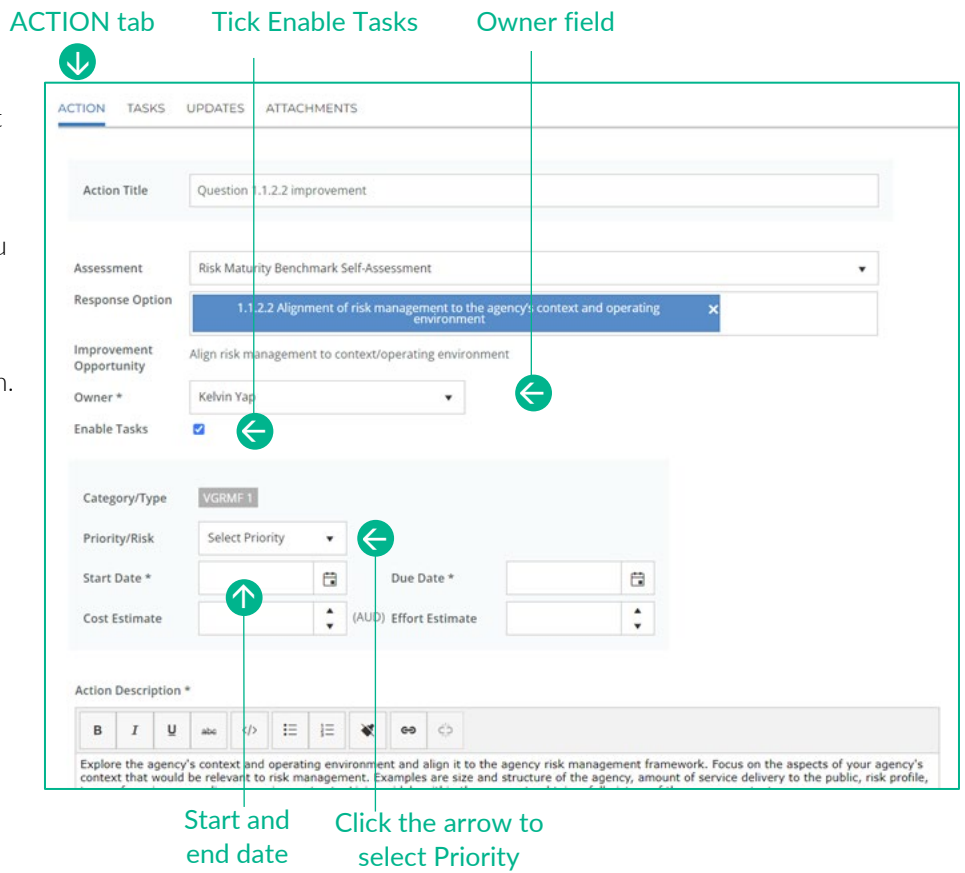 ACTION tab Tick Enable Tasks Owner field
ACTION TASKS UPDATES ATTACHMENTS
Action Title Question 1.1.2.2 improvement
Assessment Risk Maturity Benchmark Self-Assessment
Response Option 1.1.2.2 Alignment of risk management to the agency's context and operating
environment
Improvement
Opportunity Align risk management to context/operating environment
n.
Owner * Kelvin Yap
Enable Tasks
Category/Type VGRMF 1
Priority/Risk Select Priority
Start Date * Due Date *
Cost Estimate (AUD) Effort Estimate
Action Description *
B I U abc </>
Explore the agency's context and operating environment and align it to the agency risk management framework. Focus on the aspects of your agency's
context that would be relevant to risk management. Examples are size and structure of the agency, amount of service delivery to the public, risk profile,
Start and
end date
Click the arrow to
select Priority